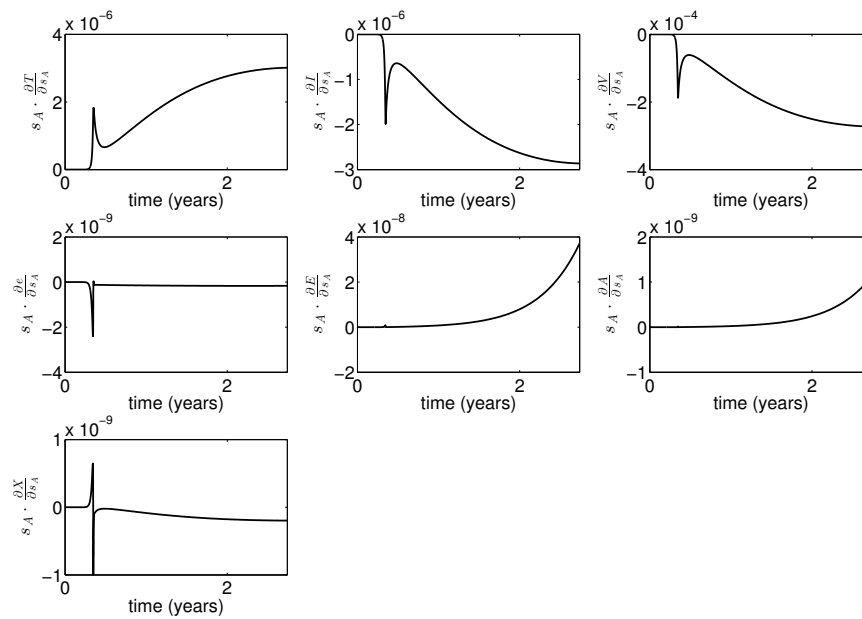 x 10⁻⁶ x 10⁻⁶ x 10⁻⁴
4 0 0
s_A · ∂T/∂s_A 2 s_A · ∂I/∂s_A −1 −2 s_A · ∂V/∂s_A −2
0 −3 −4
0 2 0 2 0 2
time (years) time (years) time (years)
x 10⁻⁹ x 10⁻⁸ x 10⁻⁹
2 4 2
s_A · ∂e/∂s_A 0 −2 s_A · ∂E/∂s_A 2 0 s_A · ∂A/∂s_A 1 0
−4 −2 −1
0 2 0 2 0 2
time (years) time (years) time (years)
x 10⁻⁹
1
s_A · ∂X/∂s_A 0
−1
0 2
time (years)